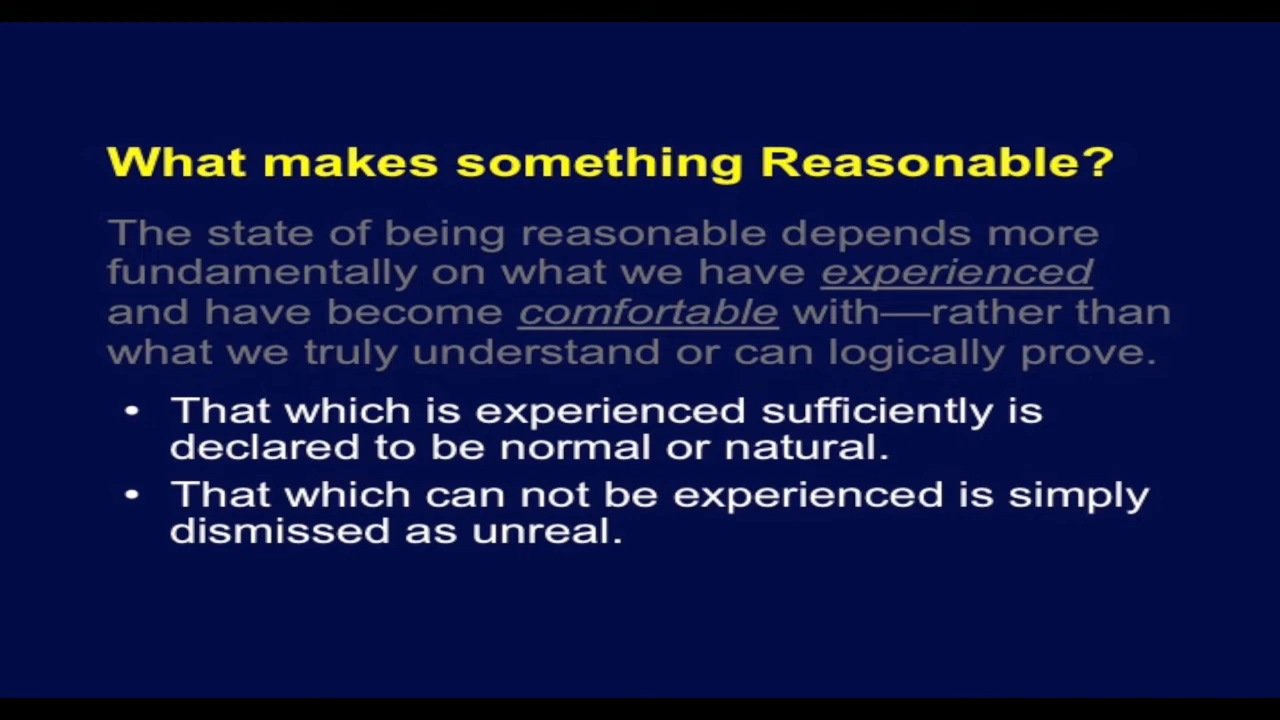 What makes something Reasonable?
The state of being reasonable depends more
fundamentally on what we have experienced
and have become comfortable with—rather than
what we truly understand or can logically prove.
• That which is experienced sufficiently is
declared to be normal or natural.
• That which can not be experienced is simply
dismissed as unreal.